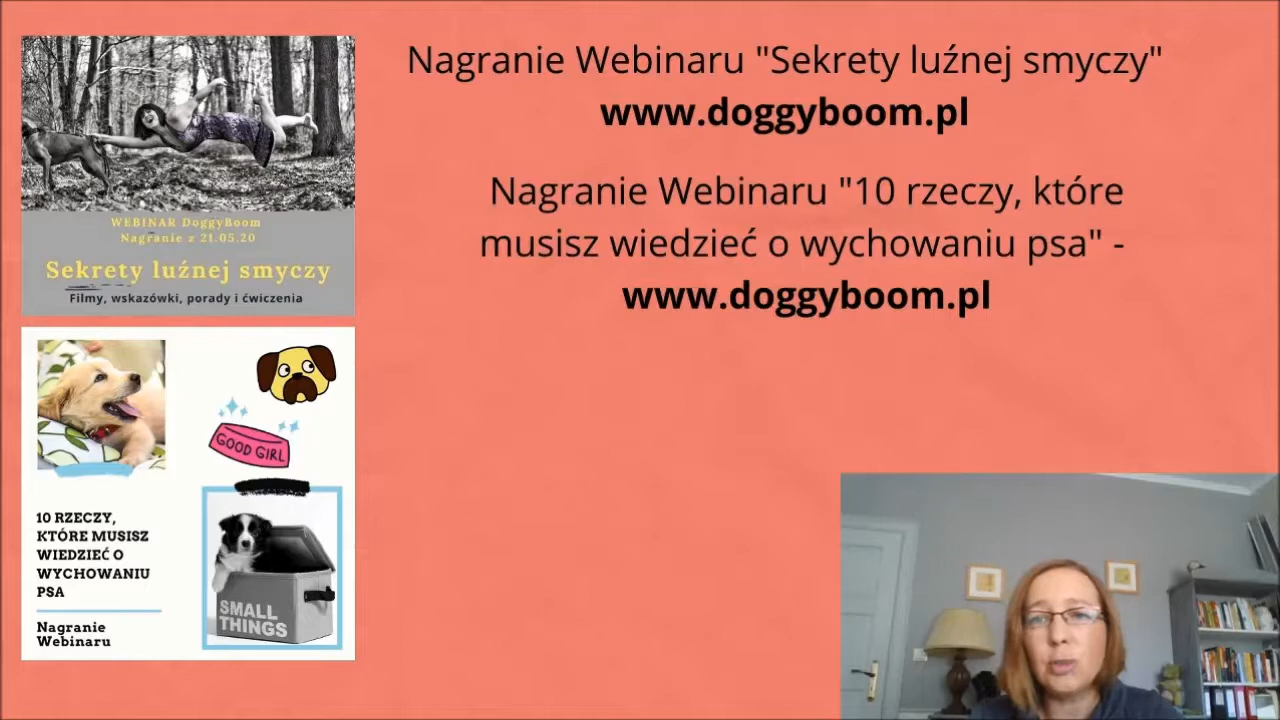 Nagranie Webinaru "Sekrety luźnej smyczy"
www.doggyboom.pl
Nagranie Webinaru "10 rzeczy, które
musisz wiedzieć o wychowaniu psa" -
www.doggyboom.pl
WEBINAR DoggyBoom
Nagranie z 21.05.20
Sekrety luźnej smyczy
Filmy, wskazówki, porady i ćwiczenia
GOOD GIRL
10 RZECZY,
KTÓRE MUSISZ
WIEDZIEĆ O
WYCHOWANIU
PSA
Nagranie
Webinaru
SMALL
THINGS